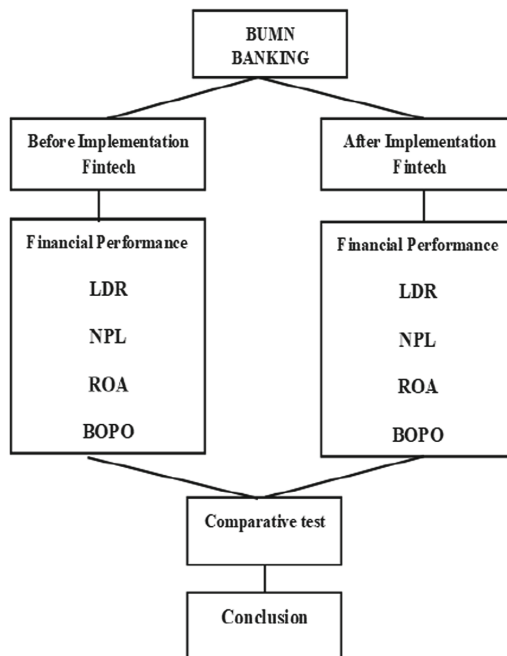 BUMN
BANKING
Before Implementation
Fintech
After Implementation
Fintech
Financial Performance
LDR
NPL
ROA
BOPO
Financial Performance
LDR
NPL
ROA
BOPO
Comparative test
Conclusion